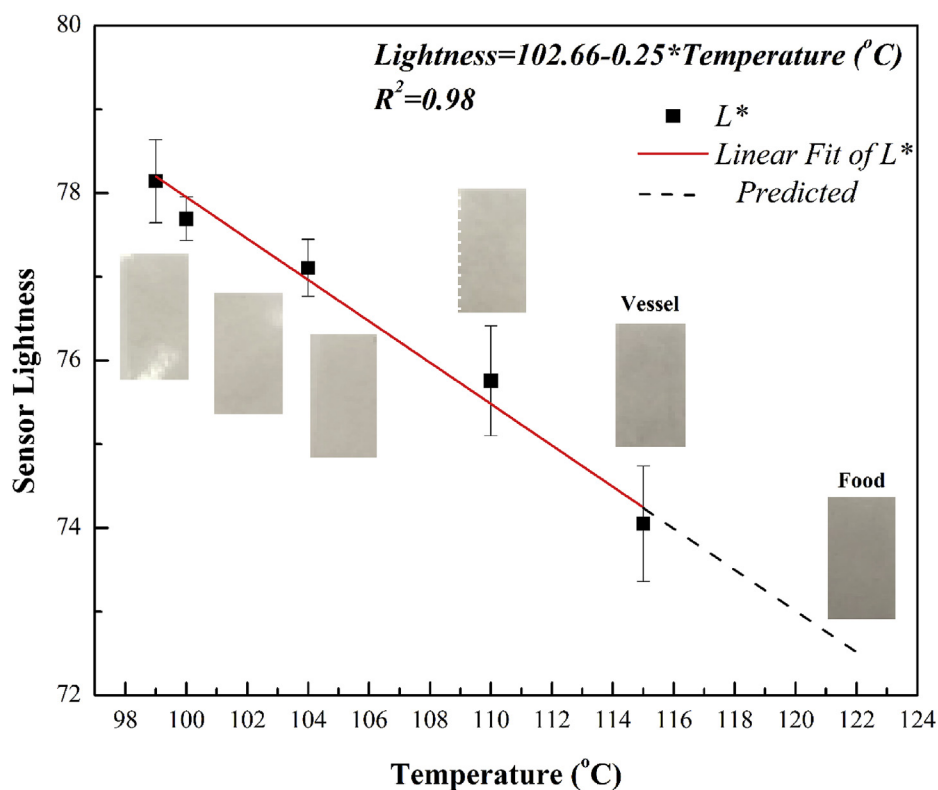 80
78
76
74
72
Sensor Lightness
Lightness=102.66-0.25*Temperature (°C)
R²=0.98
L*
Linear Fit of L*
Predicted
Vessel
Food
98 100 102 104 106 108 110 112 114 116 118 120 122 124
Temperature (°C)